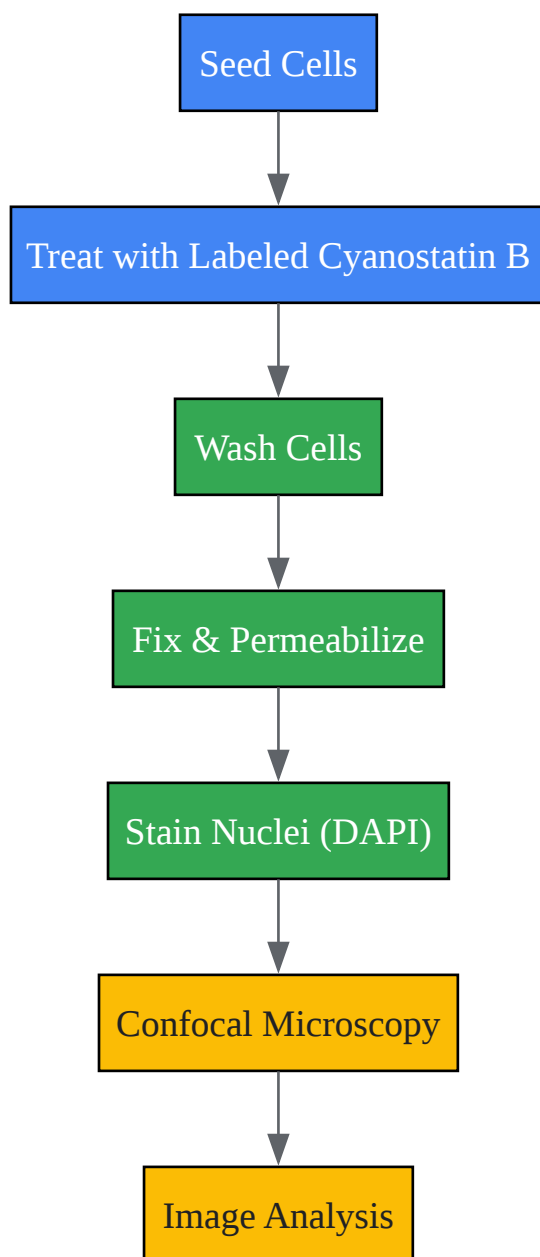 Seed Cells
Treat with Labeled Cyanostatin B
Wash Cells
Fix & Permeabilize
Stain Nuclei (DAPI)
Confocal Microscopy
Image Analysis